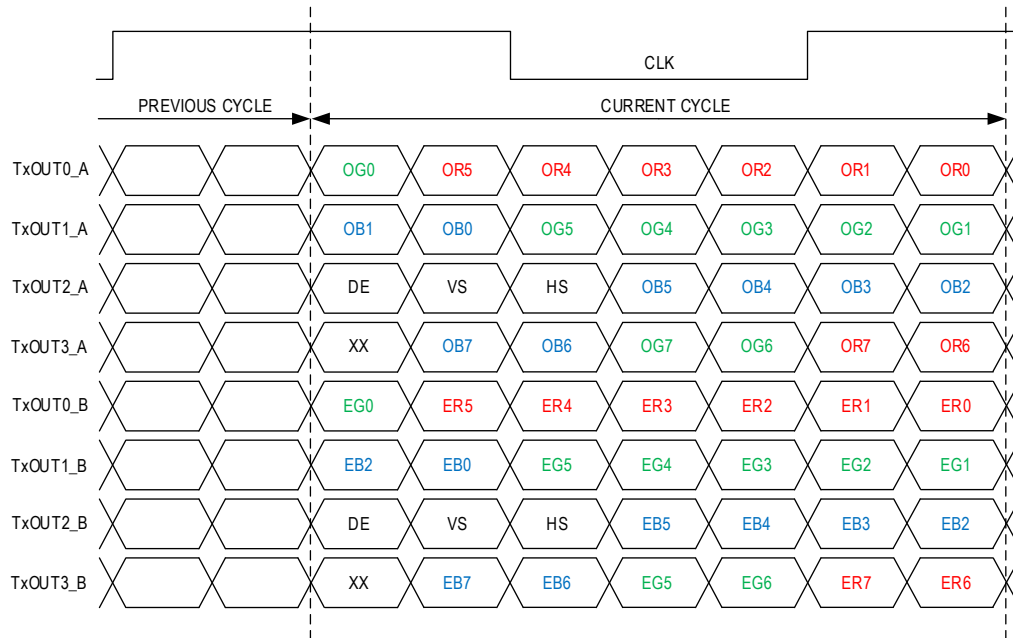 CLK
PREVIOUS CYCLE CURRENT CYCLE
TxOUT0_A OG0 OR5 OR4 OR3 OR2 OR1 OR0
TxOUT1_A OB1 OB0 OG5 OG4 OG3 OG2 OG1
TxOUT2_A DE VS HS OB5 OB4 OB3 OB2
TxOUT3_A XX OB7 OB6 OG7 OG6 OR7 OR6
TxOUT0_B EG0 ER5 ER4 ER3 ER2 ER1 ER0
TxOUT1_B EB2 EB0 EG5 EG4 EG3 EG2 EG1
TxOUT2_B DE VS HS EB5 EB4 EB3 EB2
TxOUT3_B XX EB7 EB6 EG5 EG6 ER7 ER6